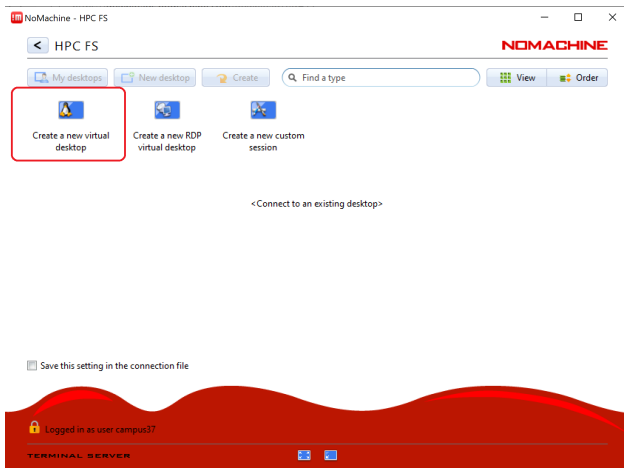 NoMachine - HPC FS
HPC FS
NOMACHINE
My desktops
New desktop
Create
Find a type
View
Order
Create a new virtual
desktop
Create a new RDP
virtual desktop
Create a new custom
session
<Connect to an existing desktop>
Save this setting in the connection file
Logged in as user campus37
TERMINAL SERVER